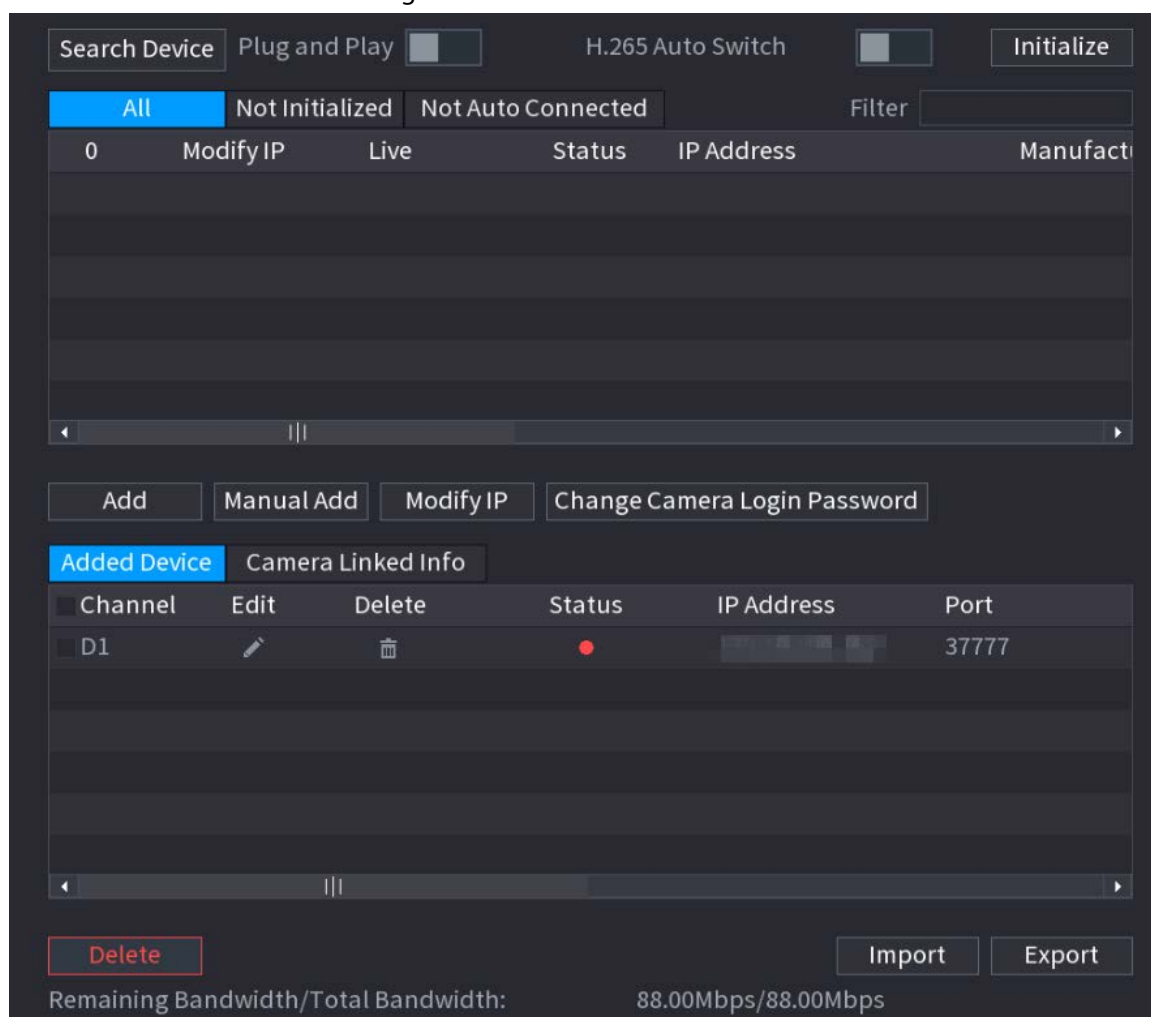 Search Device Plug and Play H.265 Auto Switch Initialize
All Not Initialized Not Auto Connected Filter
0 Modify IP Live Status IP Address Manufactu
Add Manual Add Modify IP Change Camera Login Password
Added Device Camera Linked Info
Channel Edit Delete Status IP Address Port
D1 37777
Delete Import Export
Remaining Bandwidth/Total Bandwidth: 88.00Mbps/88.00Mbps